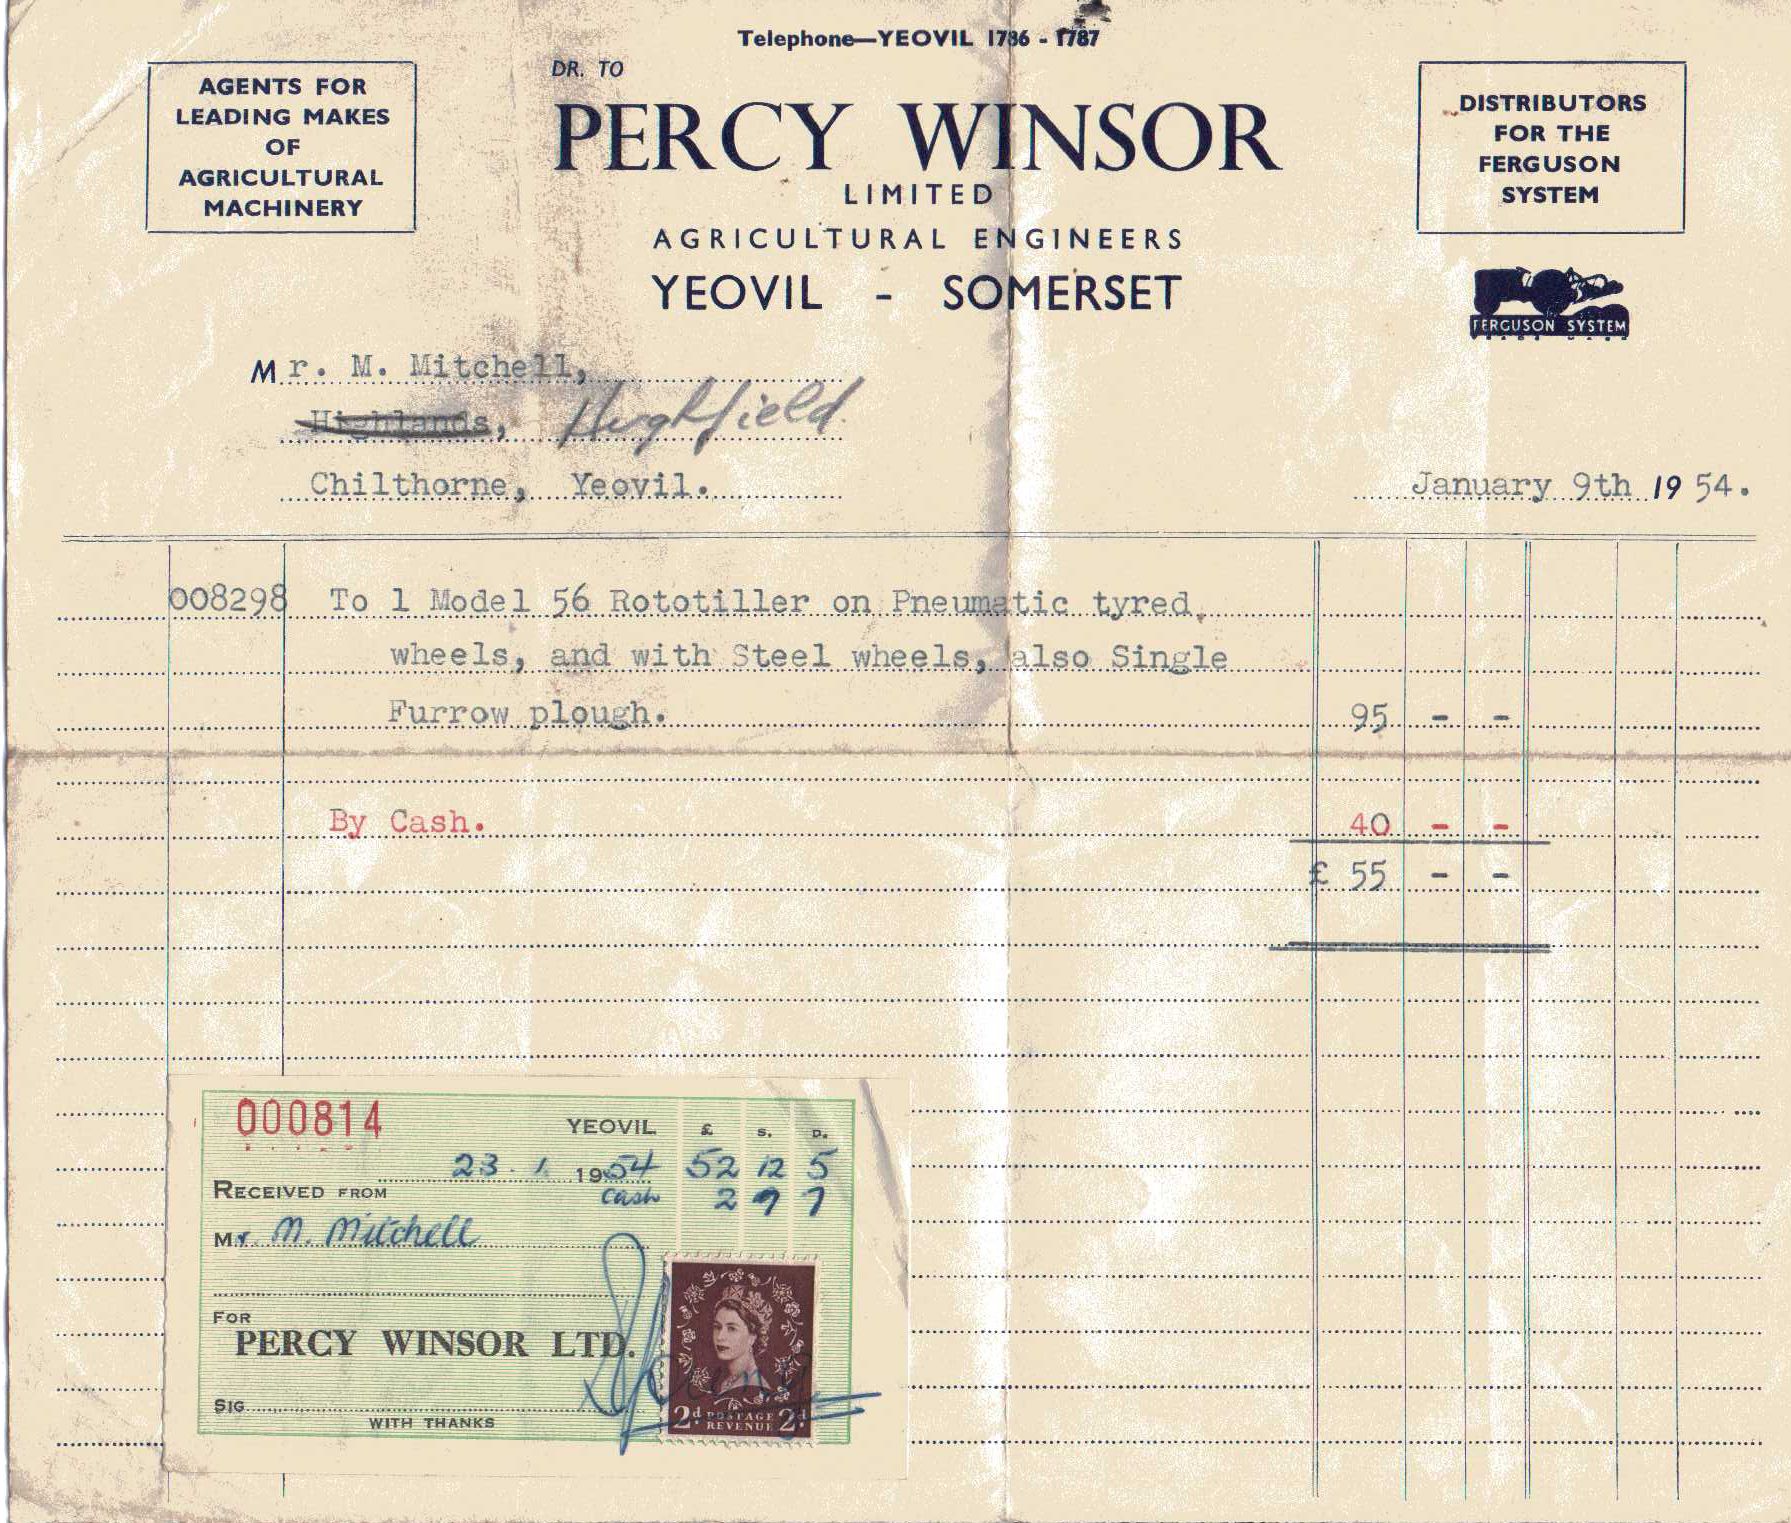 Telephone—YEOVIL 1786 - 1787
DR. TO
AGENTS FOR
LEADING MAKES
OF
AGRICULTURAL
MACHINERY
PERCY WINSOR
LIMITED
AGRICULTURAL ENGINEERS
YEOVIL - SOMERSET
DISTRIBUTORS
FOR THE
FERGUSON
SYSTEM
FERGUSON SYSTEM
Mr. M. Mitchell,
Highlands, Highfield.
Chilthorne, Yeovil.
January 9th 1954.
008298 To 1 Model 56 Rototiller on Pneumatic tyred
wheels, and with Steel wheels, also Single
Furrow plough. 95 - -
By Cash. 40 - -
£ 55 - -
000814
YEOVIL £ s. D.
23.1. 1954 52 12 5
RECEIVED FROM Cash 2 7 7
Mr. M. Mitchell
FOR
PERCY WINSOR LTD.
SIG
WITH THANKS
2d POSTAGE 2d
REVENUE